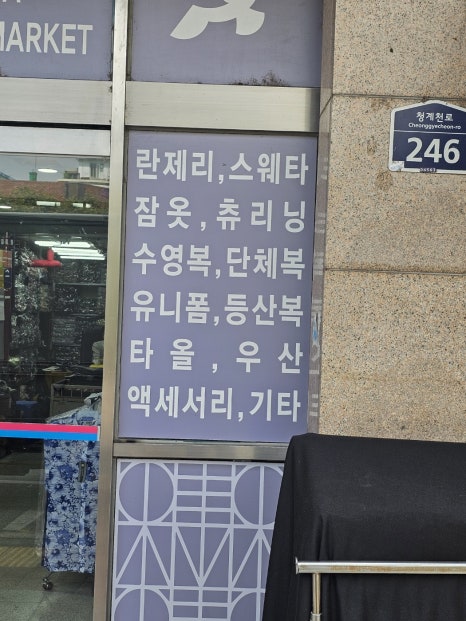 MARKET
란제리,스웨타
잠옷,츄리닝
수영복,단체복
유니폼,등산복
타올,우산
액세서리,기타
청계천로
Cheonggyecheon-ro
246